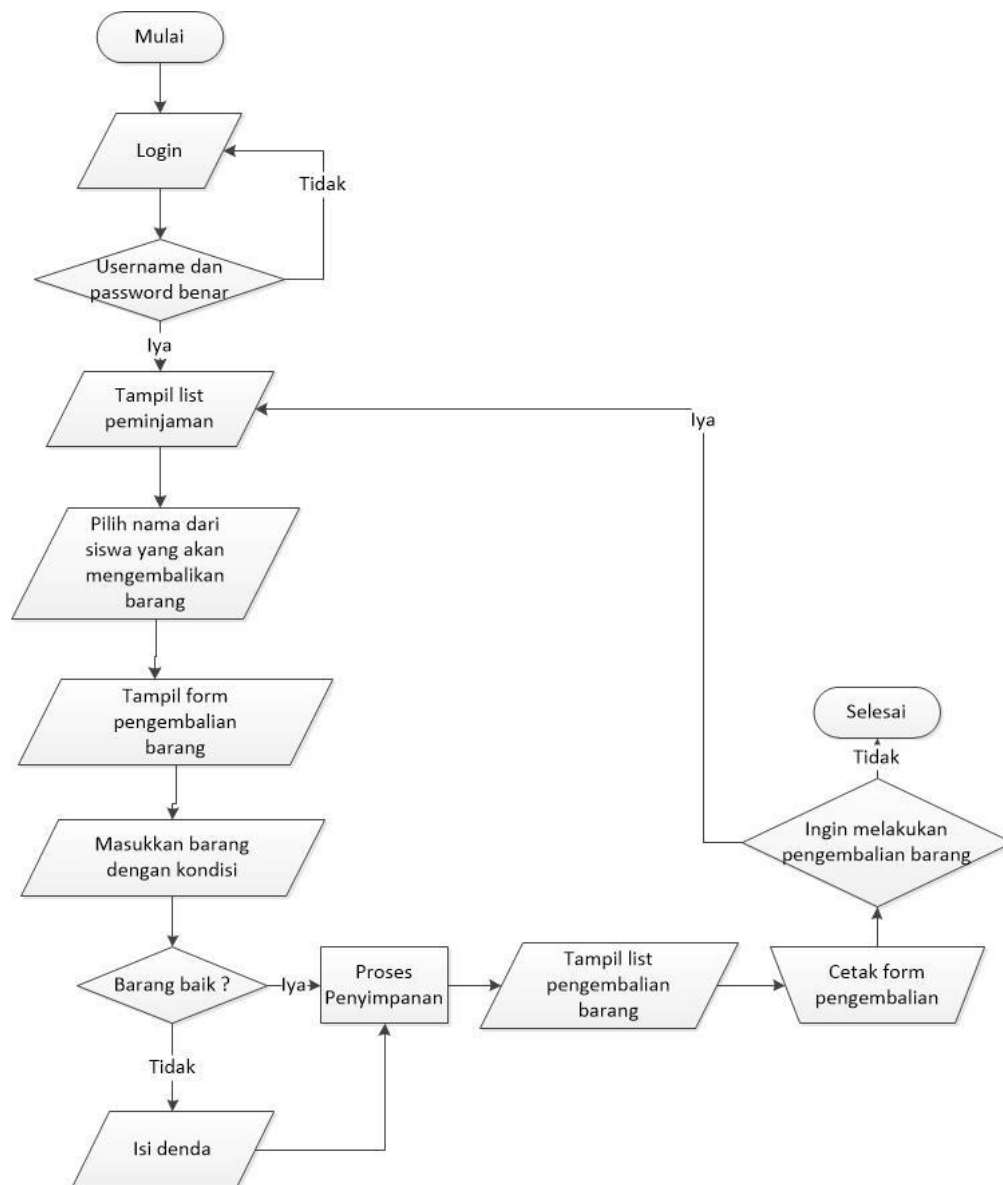 Mulai
Login
Tidak
Username dan
password benar
Iya
Tampil list
peminjaman
Iya
Pilih nama dari
siswa yang akan
mengembalikan
barang
Tampil form
pengembalian
barang
Masukkan barang
dengan kondisi
Barang baik ?
Iya
Proses
Penyimpanan
Tidak
Isi denda
Tampil list
pengembalian
barang
Cetak form
pengembalian
Ingin melakukan
pengembalian barang
Tidak
Selesai